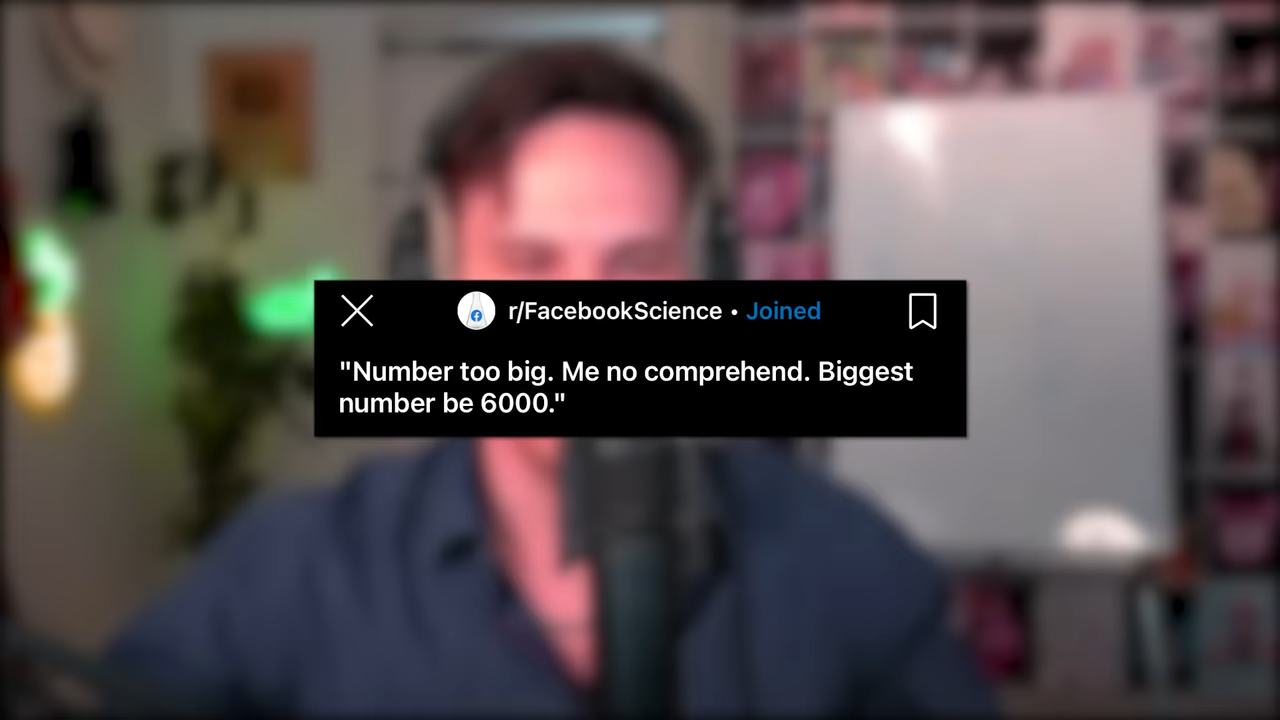 r/FacebookScience • Joined
"Number too big. Me no comprehend. Biggest
number be 6000."